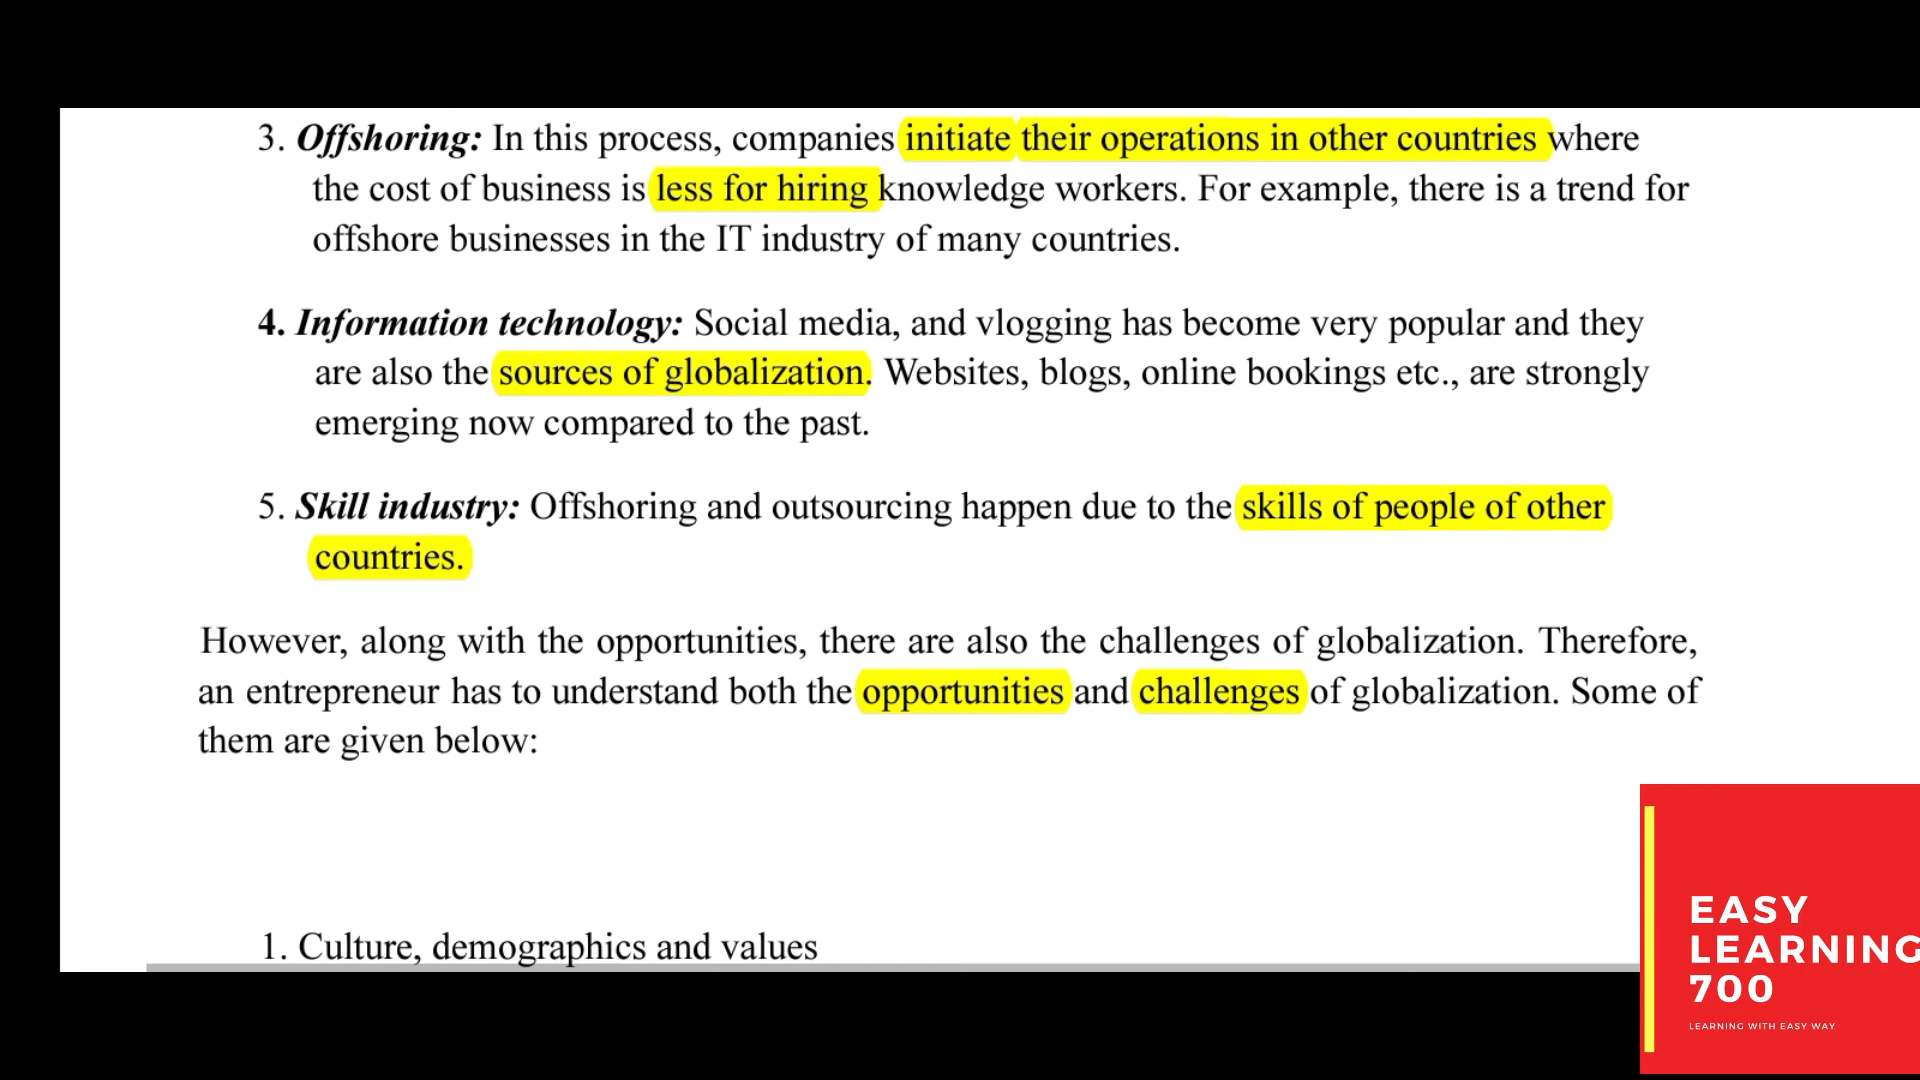 3. Offshoring: In this process, companies initiate their operations in other countries where
the cost of business is less for hiring knowledge workers. For example, there is a trend for
offshore businesses in the IT industry of many countries.
4. Information technology: Social media, and vlogging has become very popular and they
are also the sources of globalization. Websites, blogs, online bookings etc., are strongly
emerging now compared to the past.
5. Skill industry: Offshoring and outsourcing happen due to the skills of people of other
countries.
However, along with the opportunities, there are also the challenges of globalization. Therefore,
an entrepreneur has to understand both the opportunities and challenges of globalization. Some of
them are given below:
1. Culture, demographics and values
EASY
LEARNING
700
LEARNING WITH EASY WAY